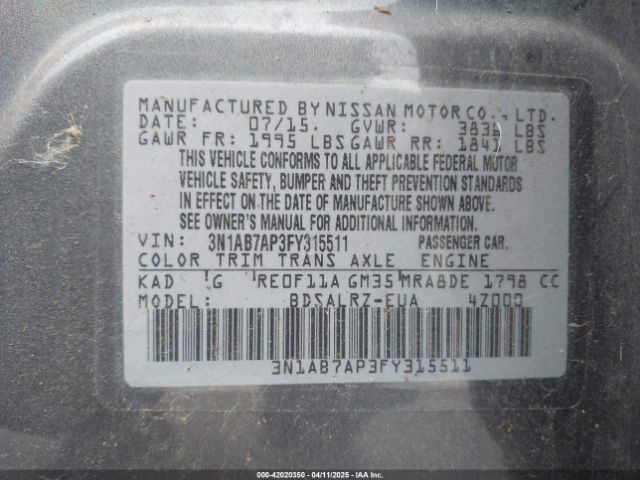 MANUFACTURED BY NISSAN MOTOR CO., LTD.
DATE: 07/15. GVWR: LBS
GAWR FR: 1995 LBS GAWR RR: 1841 LBS
THIS VEHICLE CONFORMS TO ALL APPLICABLE FEDERAL MOTOR
VEHICLE SAFETY, BUMPER AND THEFT PREVENTION STANDARDS
IN EFFECT ON THE DATE OF MANUFACTURE SHOWN ABOVE.
SEE OWNER'S MANUAL FOR ADDITIONAL INFORMATION.
VIN: 3N1AB7AP3FY315511 PASSENGER CAR.
COLOR TRIM TRANS AXLE ENGINE
KAD G RE0F11A GM35 MRA8DE 1798 CC
MODEL: BDSALRZ-EUA 4Z000
3N1AB7AP3FY315511
000-42020350 - 04/11/2025 - IAA Inc.